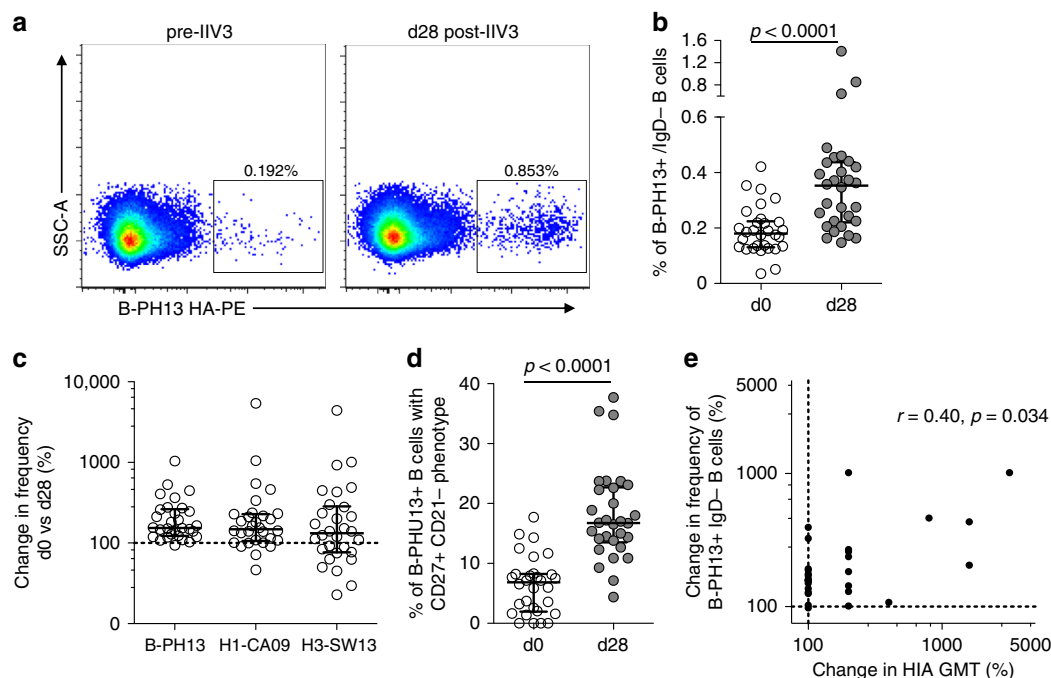 a
pre-IIV3
d28 post-IIV3
0.192%
0.853%
SSC-A
B-PH13 HA-PE
b
p < 0.0001
% of B-PH13+ /IgD– B cells
1.6
1.2
0.8
0.6
0.4
0.2
0
d0
d28
c
Change in frequency
d0 vs d28 (%)
10,000
1000
100
0
B-PH13
H1-CA09
H3-SW13
d
p < 0.0001
% of B-PHU13+ B cells with
CD27+ CD21– phenotype
40
30
20
10
0
d0
d28
e
Change in frequency of
B-PH13+ IgD– B cells (%)
5000
1000
100
r = 0.40, p = 0.034
100
1000
5000
Change in HIA GMT (%)